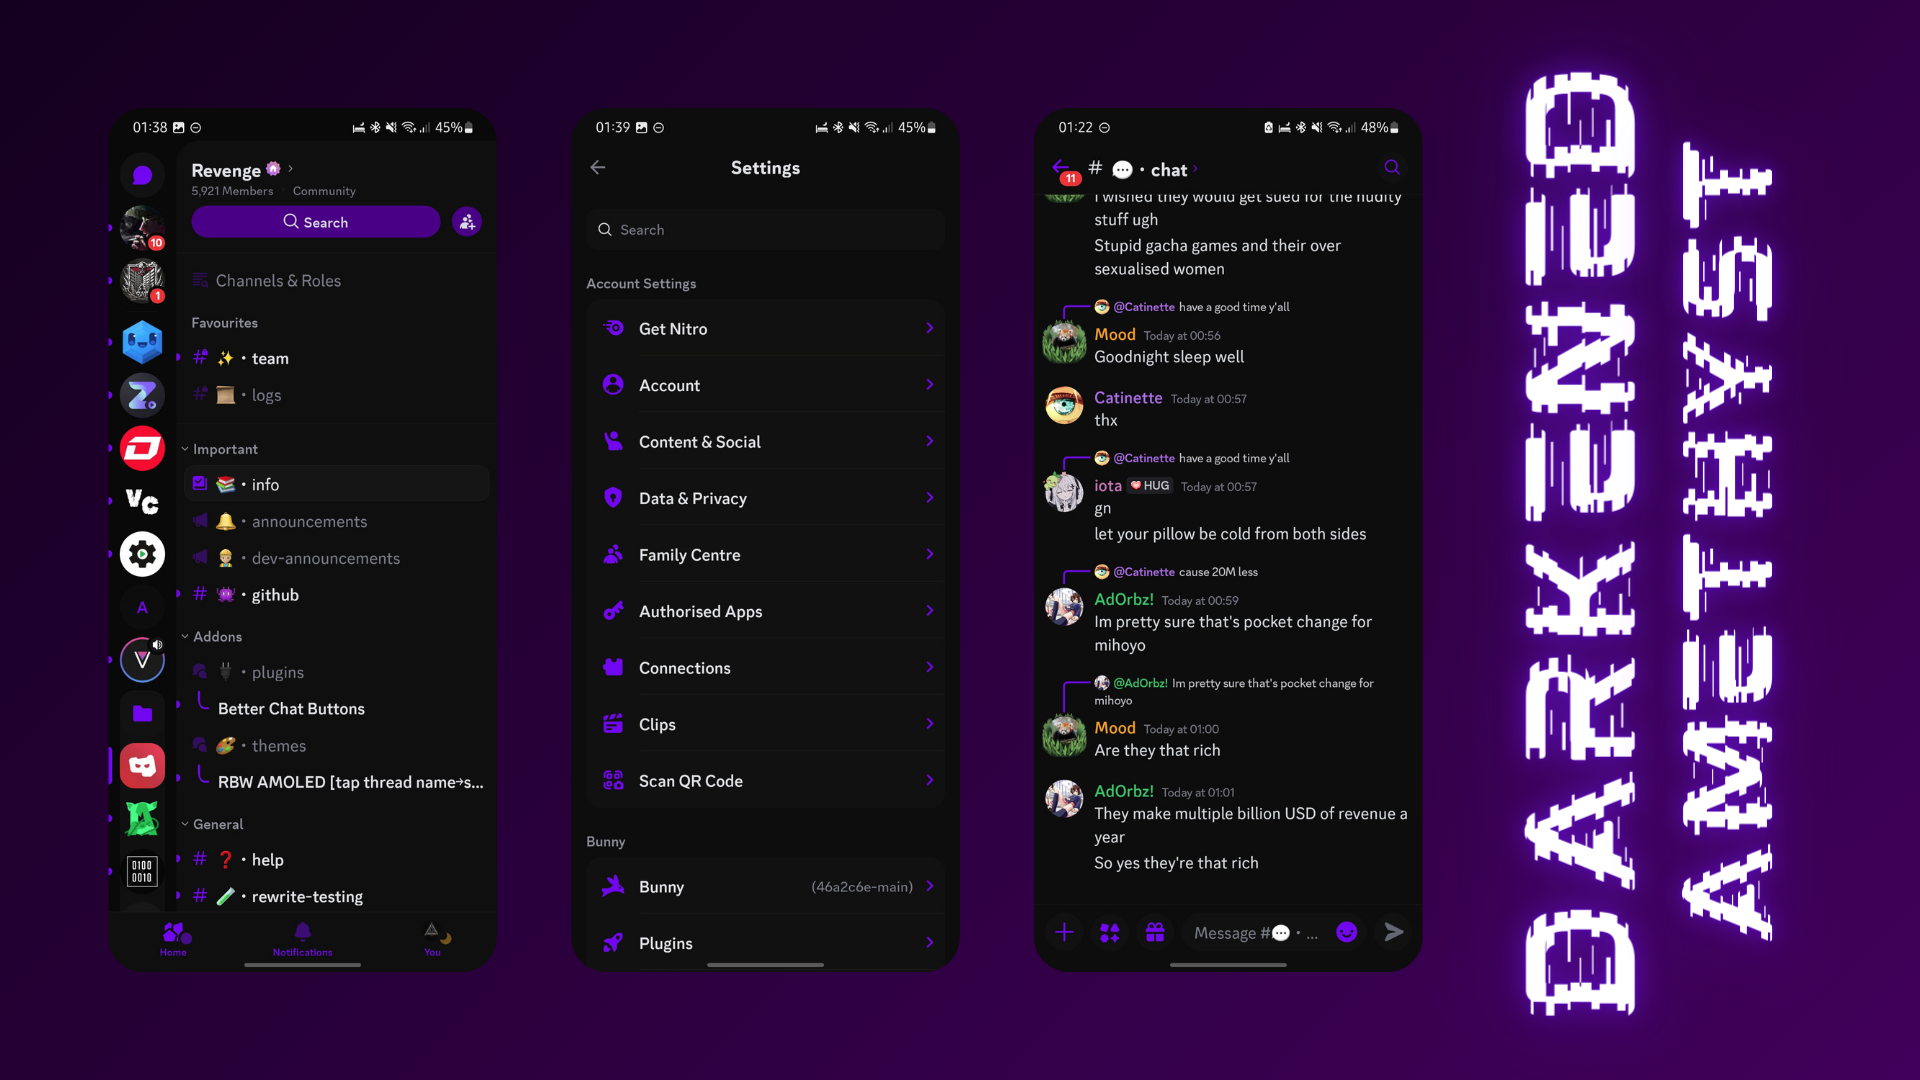 01:38
45%
10
1
VC
A
0100
0010
Revenge
5,921 Members
Community
Search
Channels & Roles
Favourites
# ✨ • team
# 📜 • logs
Important
📚 • info
🔔 • announcements
👷 • dev-announcements
# 👾 • github
Addons
🔌 • plugins
Better Chat Buttons
🎨 • themes
RBW AMOLED [tap thread name→s...
General
# ❓ • help
# 🧪 • rewrite-testing
Home
Notifications
You
01:39
45%
Settings
Search
Account Settings
Get Nitro
Account
Content & Social
Data & Privacy
Family Centre
Authorised Apps
Connections
Clips
Scan QR Code
Bunny
Bunny
(46a2c6e-main)
Plugins
01:22
48%
11
# 💬 • chat
I wished they would get sued for the nudity
stuff ugh
Stupid gacha games and their over
sexualised women
@Catinette have a good time y'all
Mood Today at 00:56
Goodnight sleep well
Catinette Today at 00:57
thx
@Catinette have a good time y'all
iota HUG Today at 00:57
gn
let your pillow be cold from both sides
@Catinette cause 20M less
AdOrbz! Today at 00:59
Im pretty sure that's pocket change for
mihoyo
@AdOrbz! Im pretty sure that's pocket change for
mihoyo
Mood Today at 01:00
Are they that rich
AdOrbz! Today at 01:01
They make multiple billion USD of revenue a
year
So yes they're that rich
Message #💬 • ...
DARKENED
AMETHYST